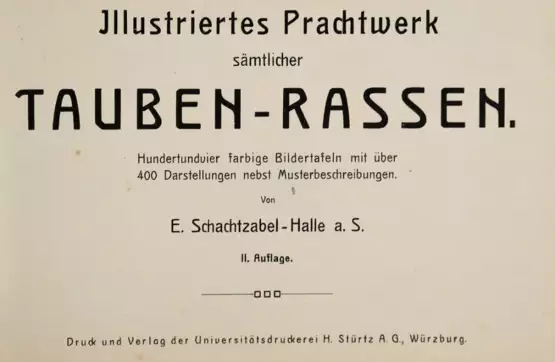 Illustriertes Prachtwerk
sämtlicher
TAUBEN-RASSEN.
Hundertundvier farbige Bildertafeln mit über
400 Darstellungen nebst Musterbeschreibungen.
Von
E. Schachtzabel-Halle a. S.
II. Auflage.
Druck und Verlag der Universitätsdruckerei H. Stürtz A. G., Würzburg.